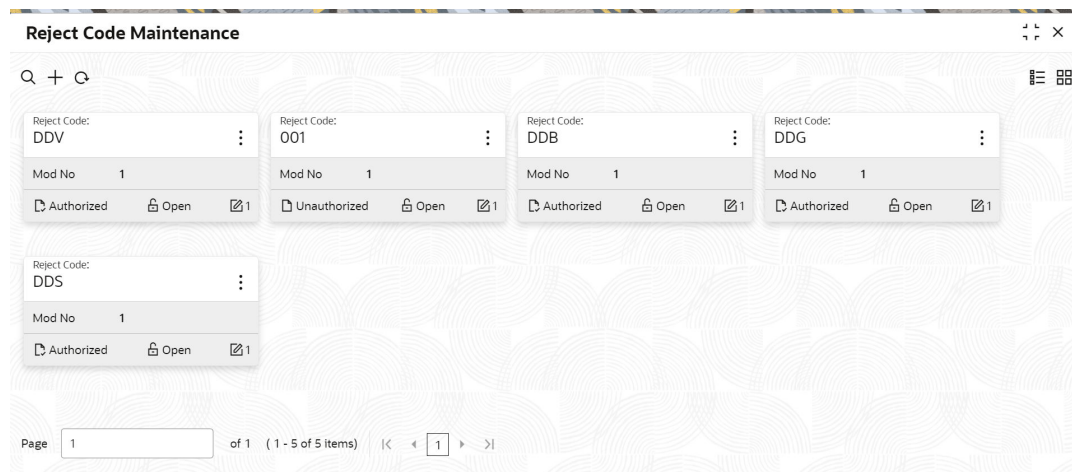 Reject Code Maintenance
Reject Code: Reject Code: Reject Code: Reject Code:
DDV 001 DDB DDG
Mod No 1 Mod No 1 Mod No 1 Mod No 1
Authorized Open 1 Unauthorized Open 1 Authorized Open 1 Authorized Open 1
Reject Code:
DDS
Mod No 1
Authorized Open 1
Page 1 of 1 ( 1 - 5 of 5 items) 1